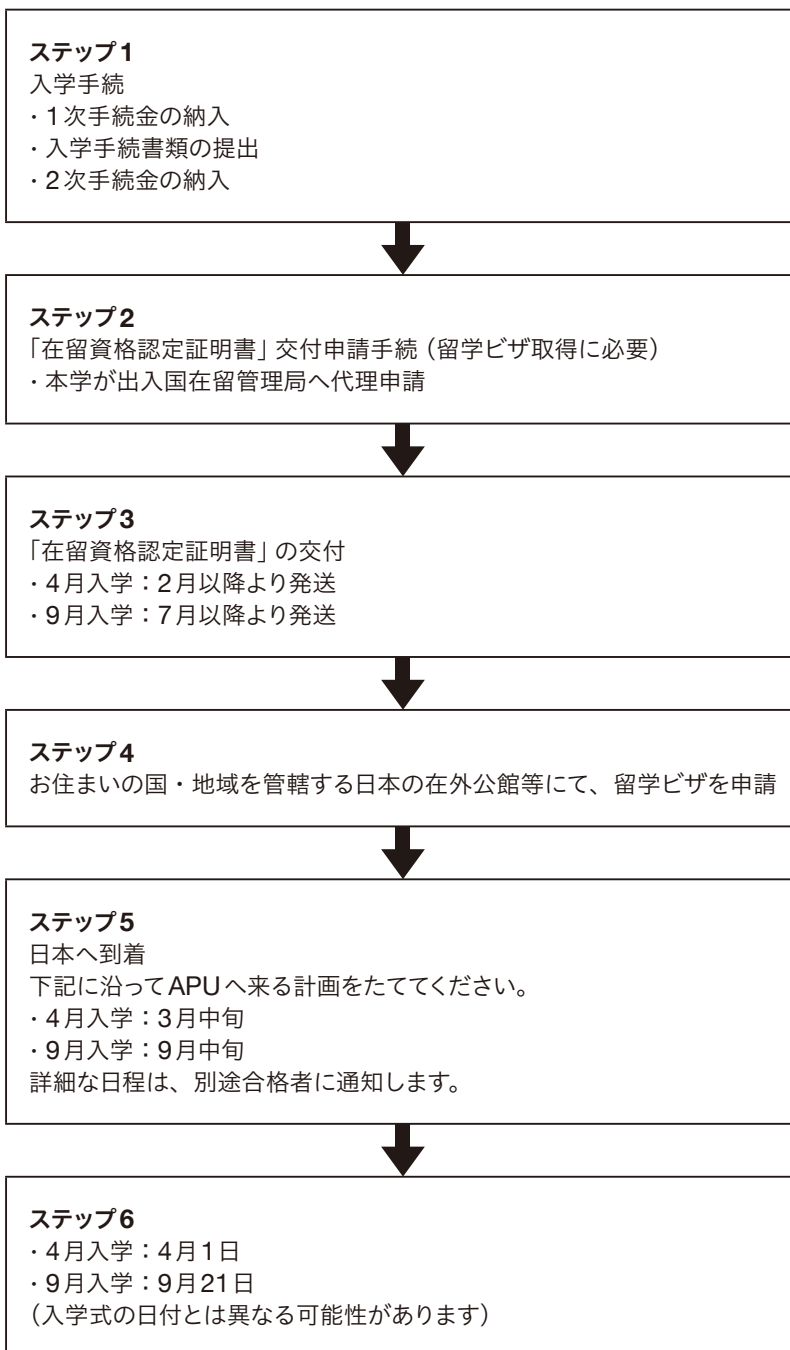 ステップ1
入学手続
・1次手続金の納入
・入学手続書類の提出
・2次手続金の納入
ステップ2
「在留資格認定証明書」交付申請手続（留学ビザ取得に必要）
・本学が出入国在留管理局へ代理申請
ステップ3
「在留資格認定証明書」の交付
・4月入学：2月以降より発送
・9月入学：7月以降より発送
ステップ4
お住まいの国・地域を管轄する日本の在外公館等にて、留学ビザを申請
ステップ5
日本へ到着
下記に沿ってAPUへ来る計画をたててください。
・4月入学：3月中旬
・9月入学：9月中旬
詳細な日程は、別途合格者に通知します。
ステップ6
・4月入学：4月1日
・9月入学：9月21日
（入学式の日付とは異なる可能性があります）